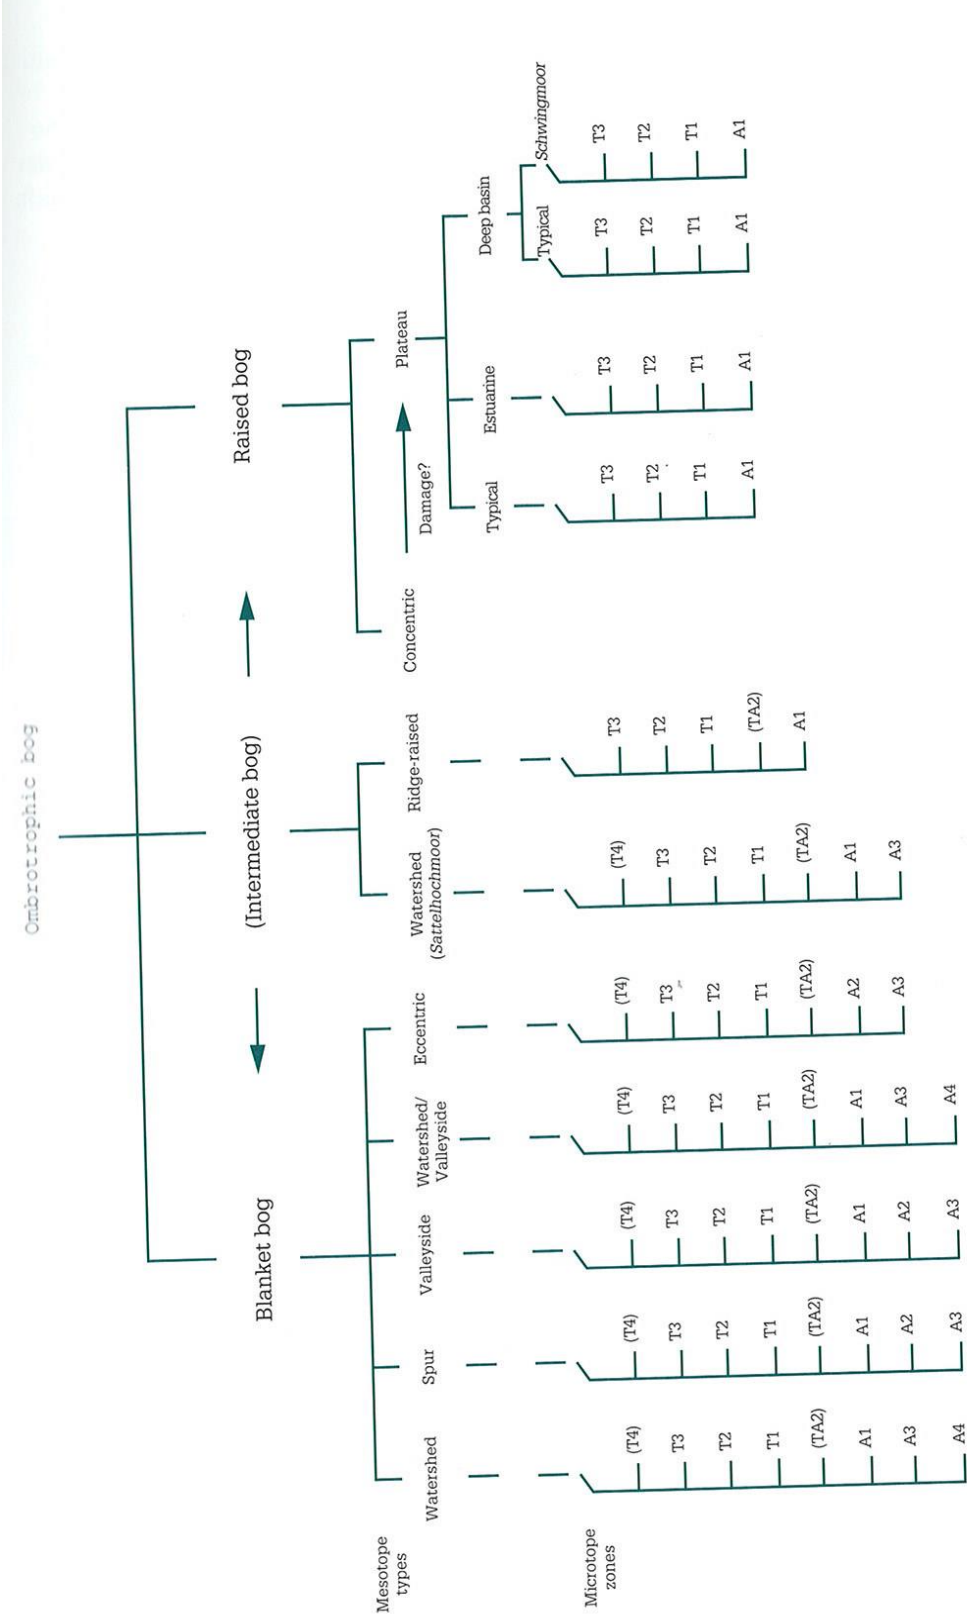 Ombrotrophic bog
Blanket bog
(Intermediate bog)
Raised bog
Mesotope
types
Watershed
Spur
Valleyside
Watershed/
Valleyside
Eccentric
Watershed
(Sattelhochmoor)
Ridge-raised
Concentric
Damage?
Plateau
Typical
Estuarine
Deep basin
Typical
Schwingmoor
Microtope
zones
(T4)
T3
T2
T1
(TA2)
A1
A3
A4
(T4)
T3
T2
T1
(TA2)
A1
A2
A3
(T4)
T3
T2
T1
(TA2)
A1
A2
A3
(T4)
T3
T2
T1
(TA2)
A1
A3
A4
(T4)
T3
T2
T1
(TA2)
A2
A3
(T4)
T3
T2
T1
(TA2)
A1
A3
T3
T2
T1
(TA2)
A1
T3
T2
T1
A1
T3
T2
T1
A1
T3
T2
T1
A1
T3
T2
T1
A1